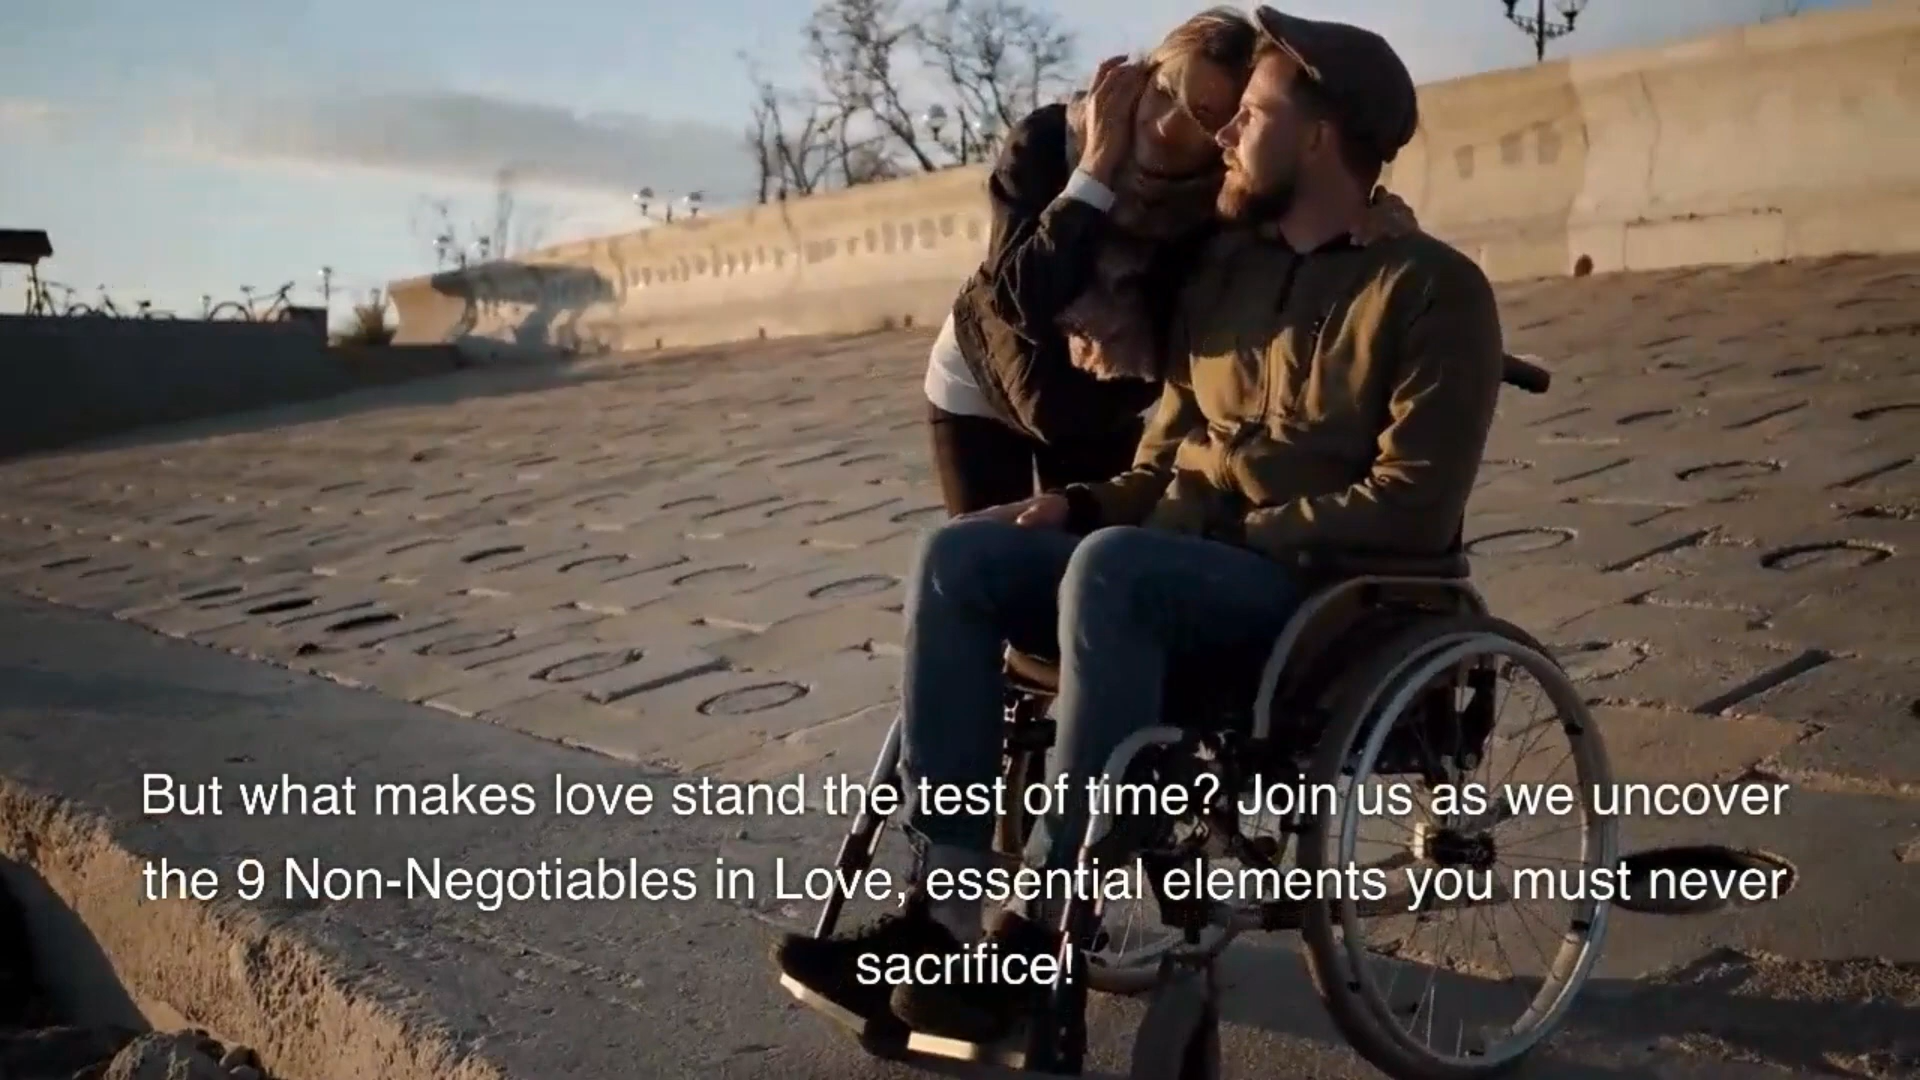 But what makes love stand the test of time? Join us as we uncover
the 9 Non-Negotiables in Love, essential elements you must never
sacrifice!